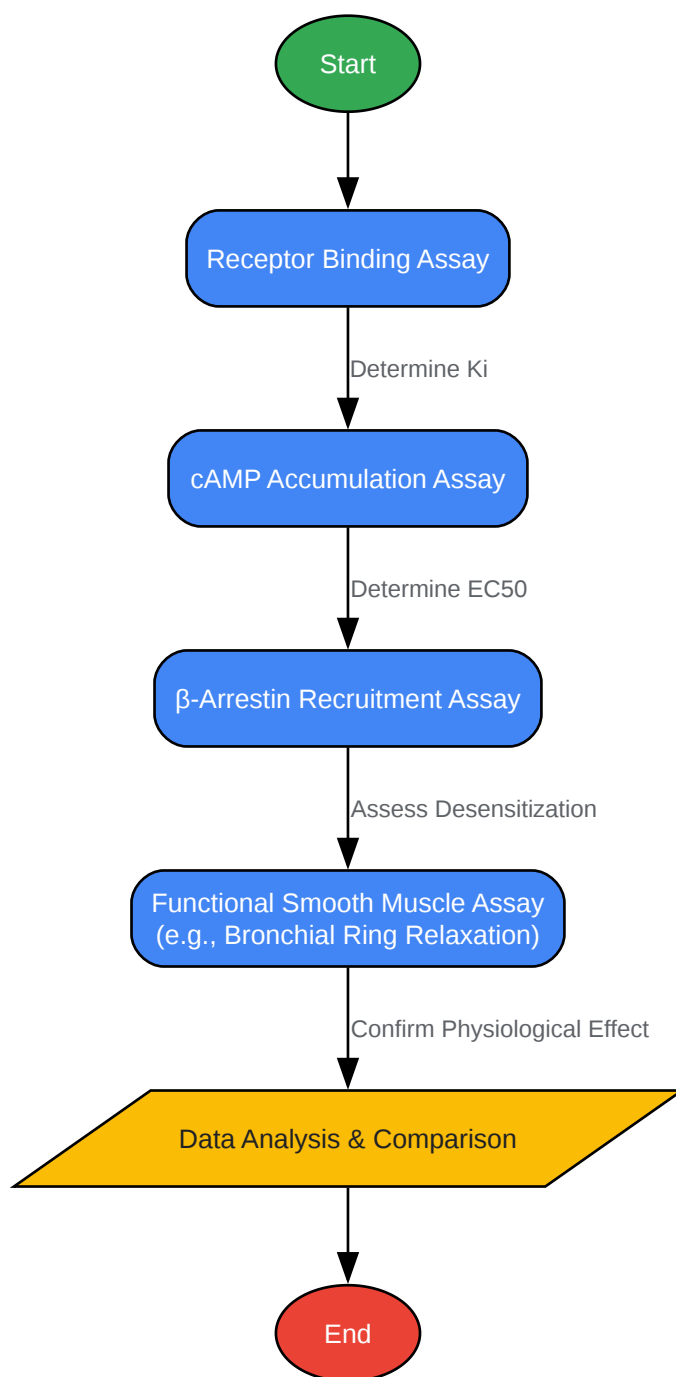 Start
Receptor Binding Assay
Determine Ki
cAMP Accumulation Assay
Determine EC50
β-Arrestin Recruitment Assay
Assess Desensitization
Functional Smooth Muscle Assay
(e.g., Bronchial Ring Relaxation)
Confirm Physiological Effect
Data Analysis & Comparison
End